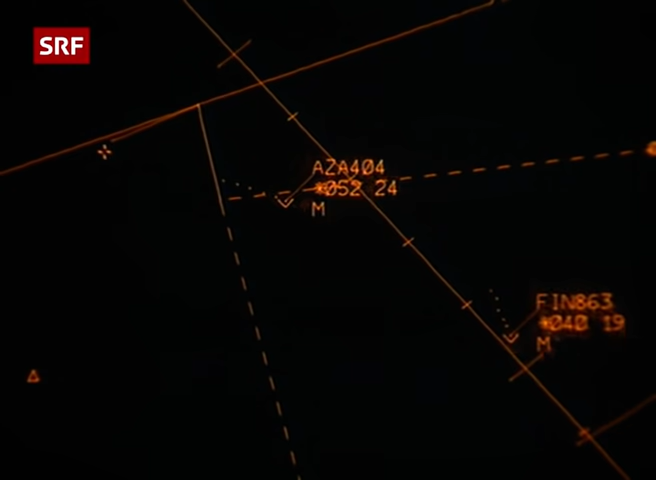 SRF
AZA404
052 24
M
FIN863
040 19
M